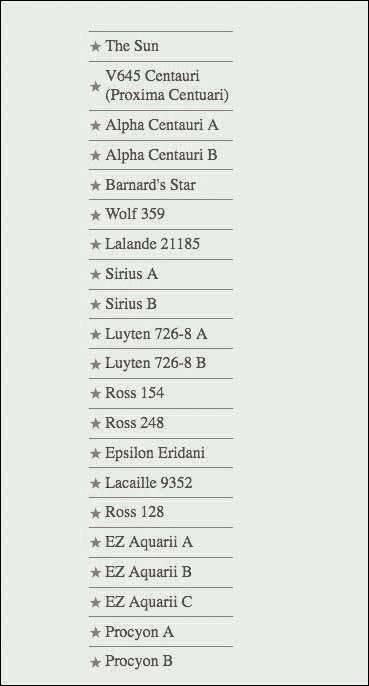 The Sun
V645 Centauri
(Proxima Centuari)
Alpha Centauri A
Alpha Centauri B
Barnard's Star
Wolf 359
Lalande 21185
Sirius A
Sirius B
Luyten 726-8 A
Luyten 726-8 B
Ross 154
Ross 248
Epsilon Eridani
Lacaille 9352
Ross 128
EZ Aquarii A
EZ Aquarii B
EZ Aquarii C
Procyon A
Procyon B